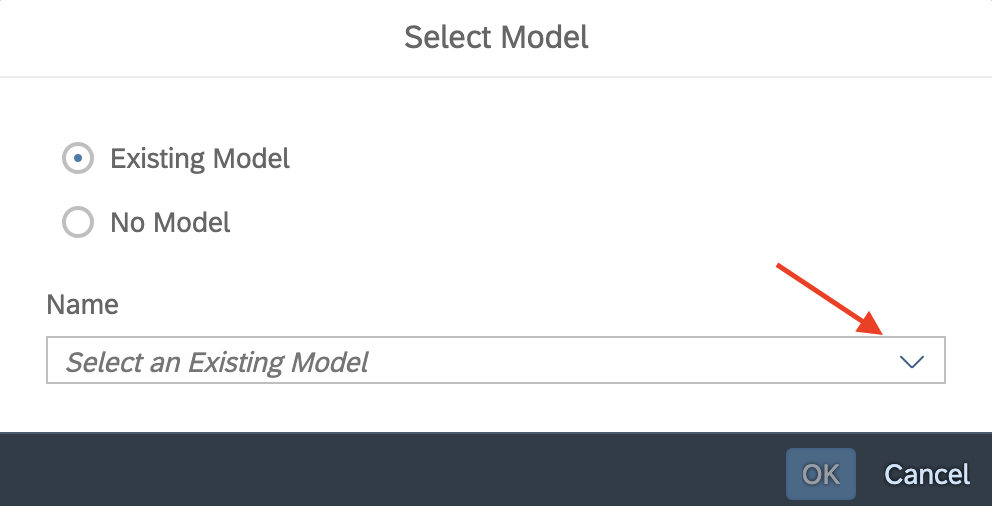 Select Model
Existing Model
No Model
Name
Select an Existing Model
OK
Cancel